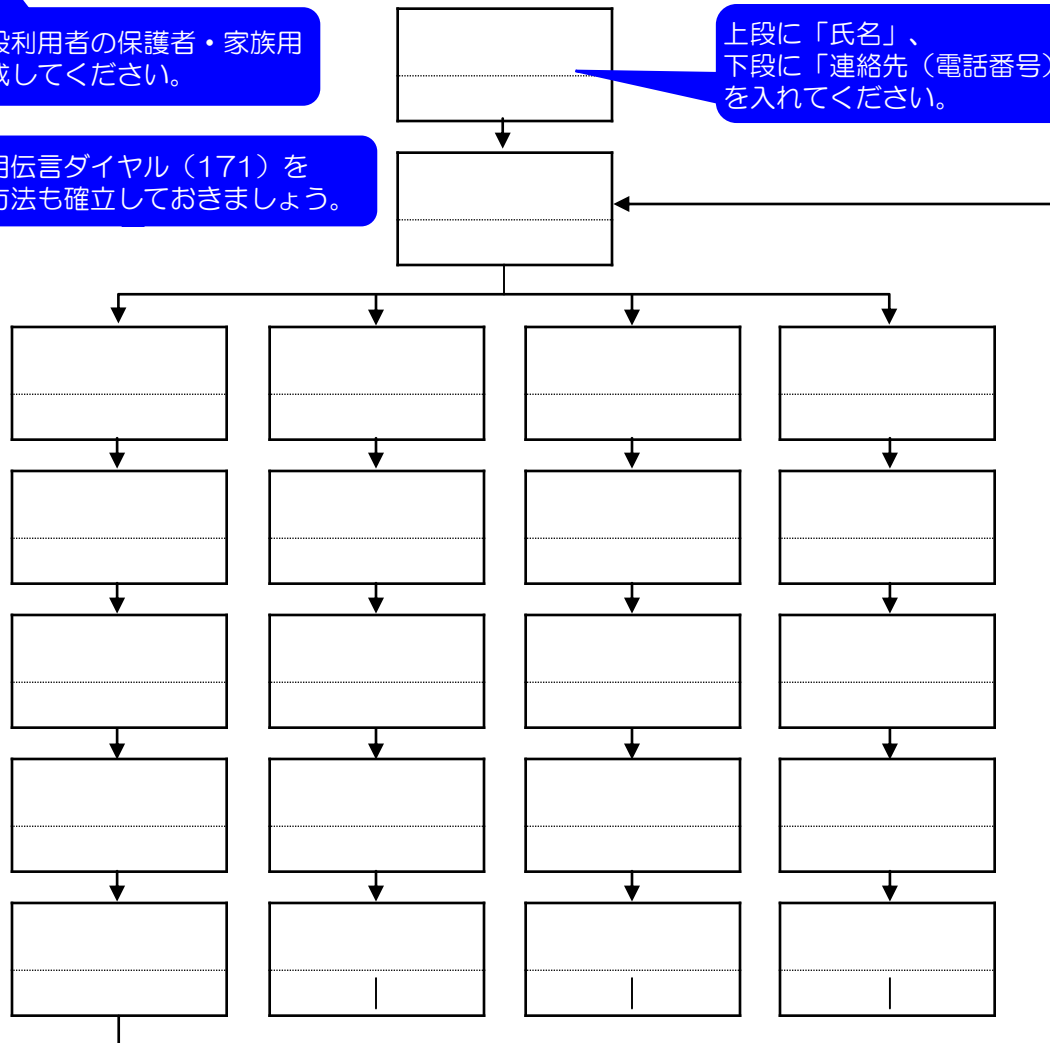 設利用者の保護者・家族用
成してください。
上段に「氏名」、
下段に「連絡先（電話番号）
を入れてください。
用伝言ダイヤル（171）を
方法も確立しておきましょう。